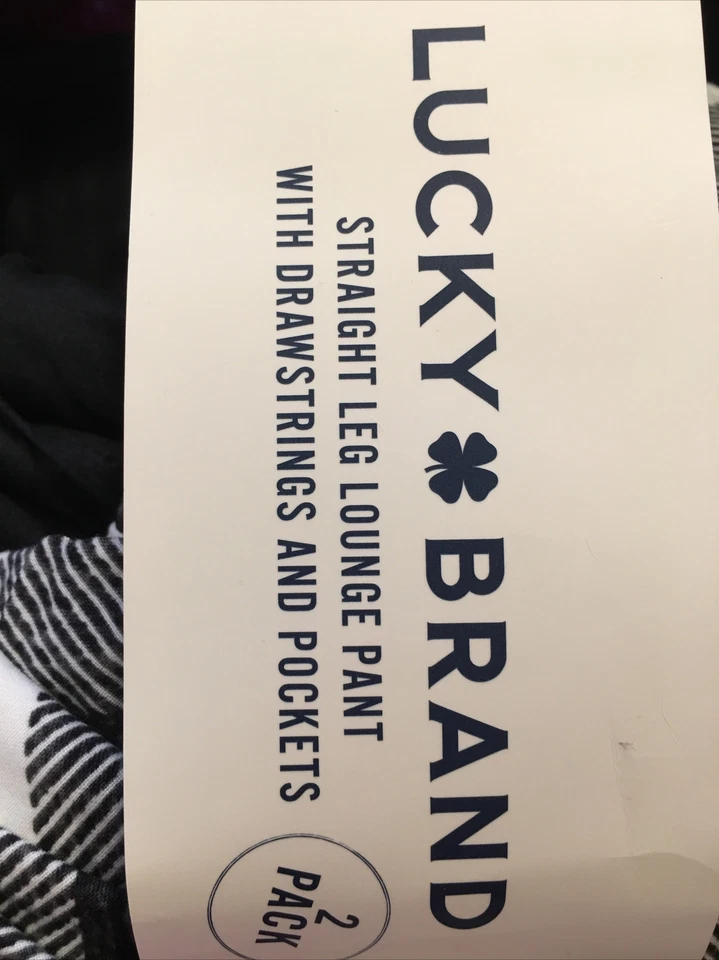 LUCKY BRAND
STRAIGHT LEG LOUNGE PANT
WITH DRAWSTRINGS AND POCKETS
2
PACK